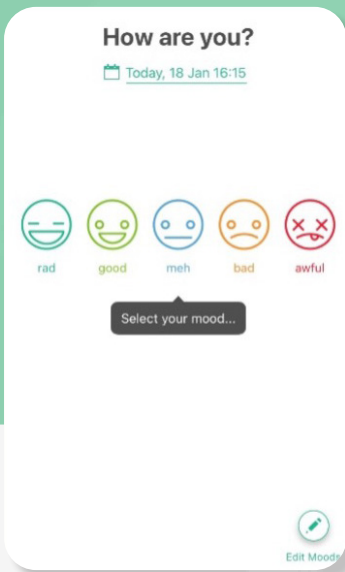 How are you?
Today, 18 Jan 16:15
rad good meh bad awful
Select your mood...
Edit Moods